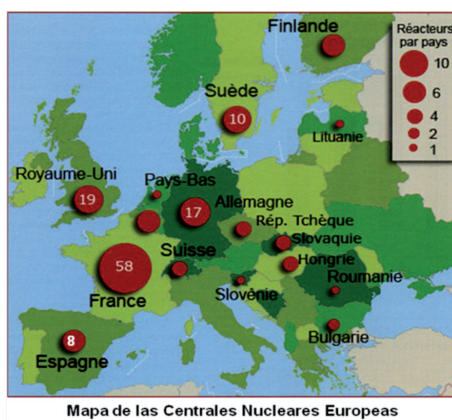 Finlande
Réacteurs
par pays
10
6
4
2
1
Suède
10
Lituanie
Royaume-Uni
19
Pays-Bas
Allemagne
17
Rép. Tchèque
Slovaquie
Suisse
Hongrie
58
France
Roumanie
Slovénie
8
Espagne
Bulgarie
Mapa de las Centrales Nucleares Europeas